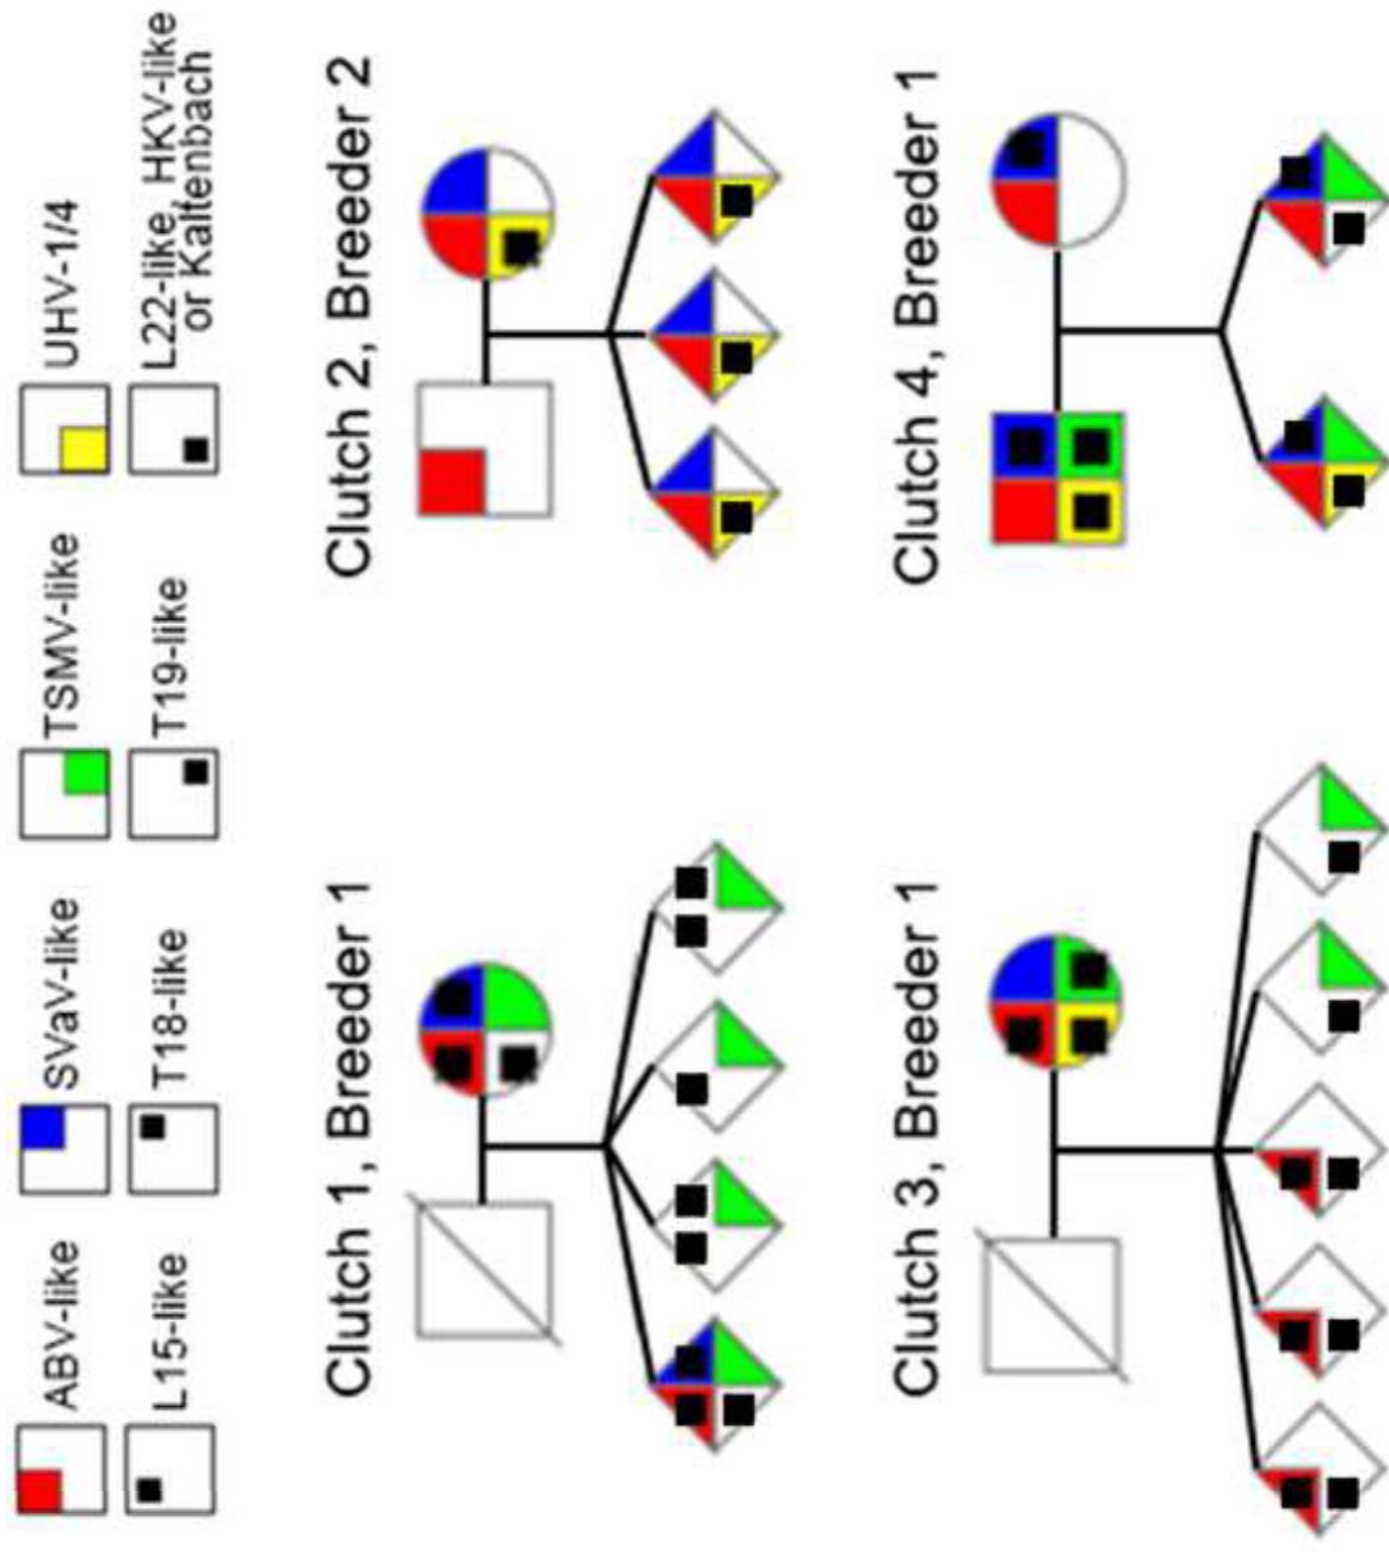 ABV-like
SVaV-like
TSMV-like
UHV-1/4
L15-like
T18-like
T19-like
L22-like, HKV-like
or Kaltenbach
Clutch 1, Breeder 1
Clutch 2, Breeder 2
Clutch 3, Breeder 1
Clutch 4, Breeder 1